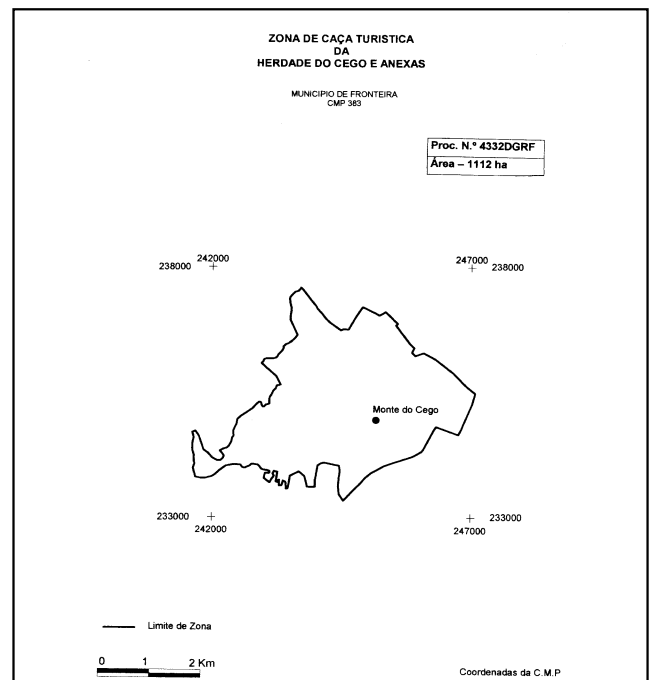 ZONA DE CAÇA TURISTICA
DA
HERDADE DO CEGO E ANEXAS
MUNICIPIO DE FRONTEIRA
CMP 383
Proc. N.º 4332DGRF
Área – 1112 ha
242000
238000
247000
238000
Monte do Cego
233000
242000
233000
247000
Limite de Zona
0 1 2 Km
Coordenadas da C.M.P